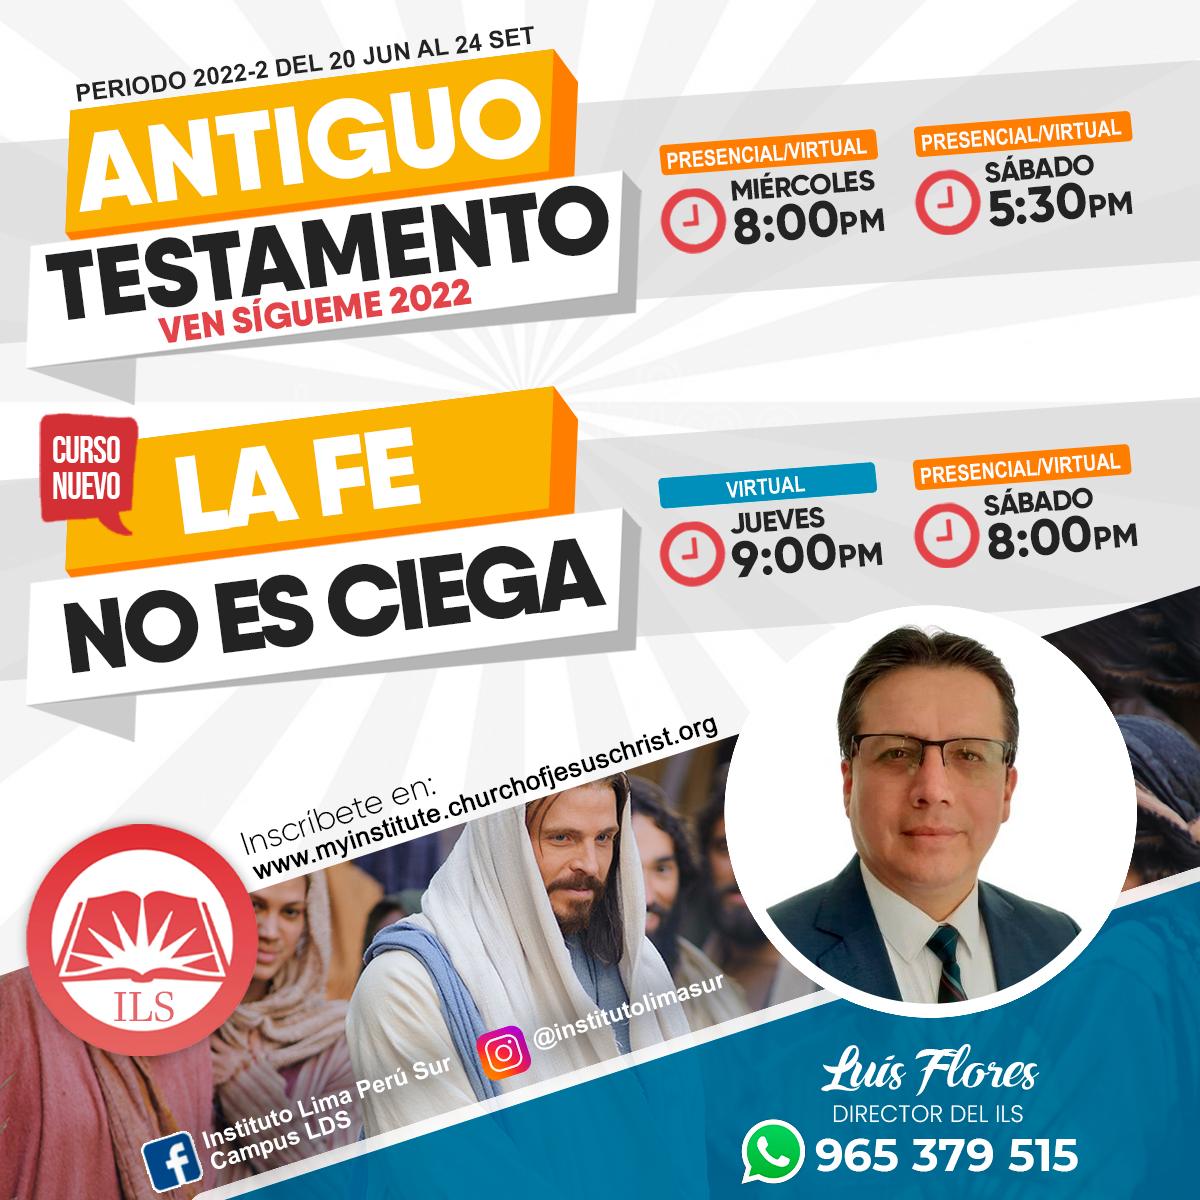 PERIODO 2022-2 DEL 20 JUN AL 24 SET
ANTIGUO
TESTAMENTO
VEN SÍGUEME 2022
PRESENCIAL/VIRTUAL
MIÉRCOLES
8:00PM
PRESENCIAL/VIRTUAL
SÁBADO
5:30PM
CURSO
NUEVO
LA FE
NO ES CIEGA
VIRTUAL
JUEVES
9:00PM
PRESENCIAL/VIRTUAL
SÁBADO
8:00PM
Inscríbete en:
www.myinstitute.churchofjesuschrist.org
ILS
Instituto Lima Perú Sur
Campus LDS
@institutolimasur
Luis Flores
DIRECTOR DEL ILS
965 379 515